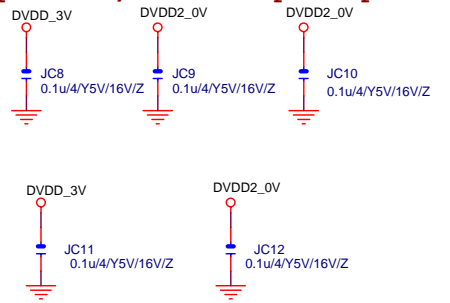 DVDD_3V
DVDD2_0V
DVDD2_0V
JC8
0.1u/4/Y5V/16V/Z
JC9
0.1u/4/Y5V/16V/Z
JC10
0.1u/4/Y5V/16V/Z
DVDD_3V
DVDD2_0V
JC11
0.1u/4/Y5V/16V/Z
JC12
0.1u/4/Y5V/16V/Z